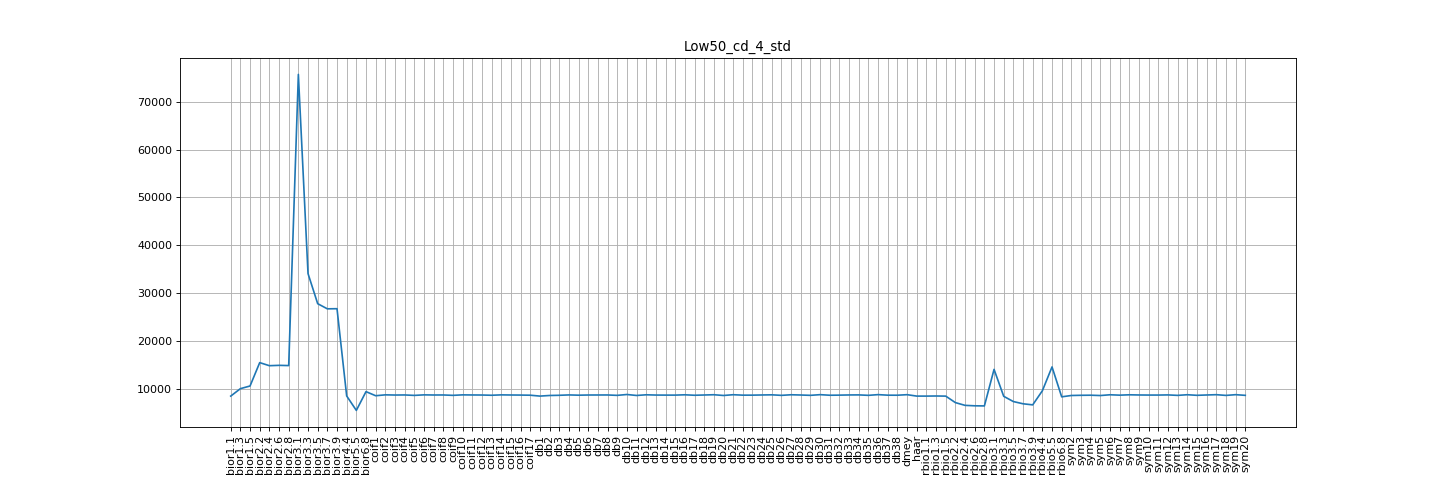 Low50_cd_4_std
70000
60000
50000
40000
30000
20000
10000
bior1.1
bior1.3
bior1.5
bior2.2
bior2.4
bior2.6
bior2.8
bior3.1
bior3.3
bior3.5
bior3.7
bior3.9
bior4.4
bior5.5
bior6.8
coif1
coif2
coif3
coif4
coif5
coif6
coif7
coif8
coif9
coif10
coif11
coif12
coif13
coif14
coif15
coif16
coif17
db1
db2
db3
db4
db5
db6
db7
db8
db9
db10
db11
db12
db13
db14
db15
db16
db17
db18
db19
db20
db21
db22
db23
db24
db25
db26
db27
db28
db29
db30
db31
db32
db33
db34
db35
db36
db37
db38
dmey
haar
rbio1.1
rbio1.3
rbio1.5
rbio2.2
rbio2.4
rbio2.6
rbio2.8
rbio3.1
rbio3.3
rbio3.5
rbio3.7
rbio3.9
rbio4.4
rbio5.5
rbio6.8
sym2
sym3
sym4
sym5
sym6
sym7
sym8
sym9
sym10
sym11
sym12
sym13
sym14
sym15
sym16
sym17
sym18
sym19
sym20